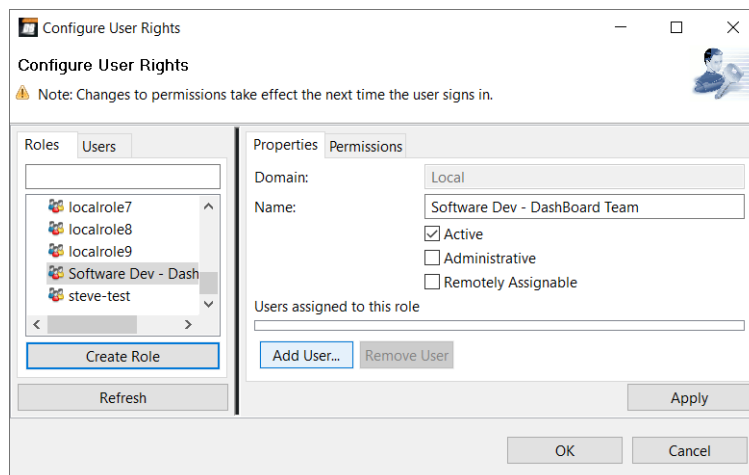 Configure User Rights
Configure User Rights
Note: Changes to permissions take effect the next time the user signs in.
Roles
Users
localrole7
localrole8
localrole9
Software Dev - Dash
steve-test
Create Role
Refresh
Properties
Permissions
Domain:
Local
Name:
Software Dev - DashBoard Team
Active
Administrative
Remotely Assignable
Users assigned to this role
Add User...
Remove User
Apply
OK
Cancel